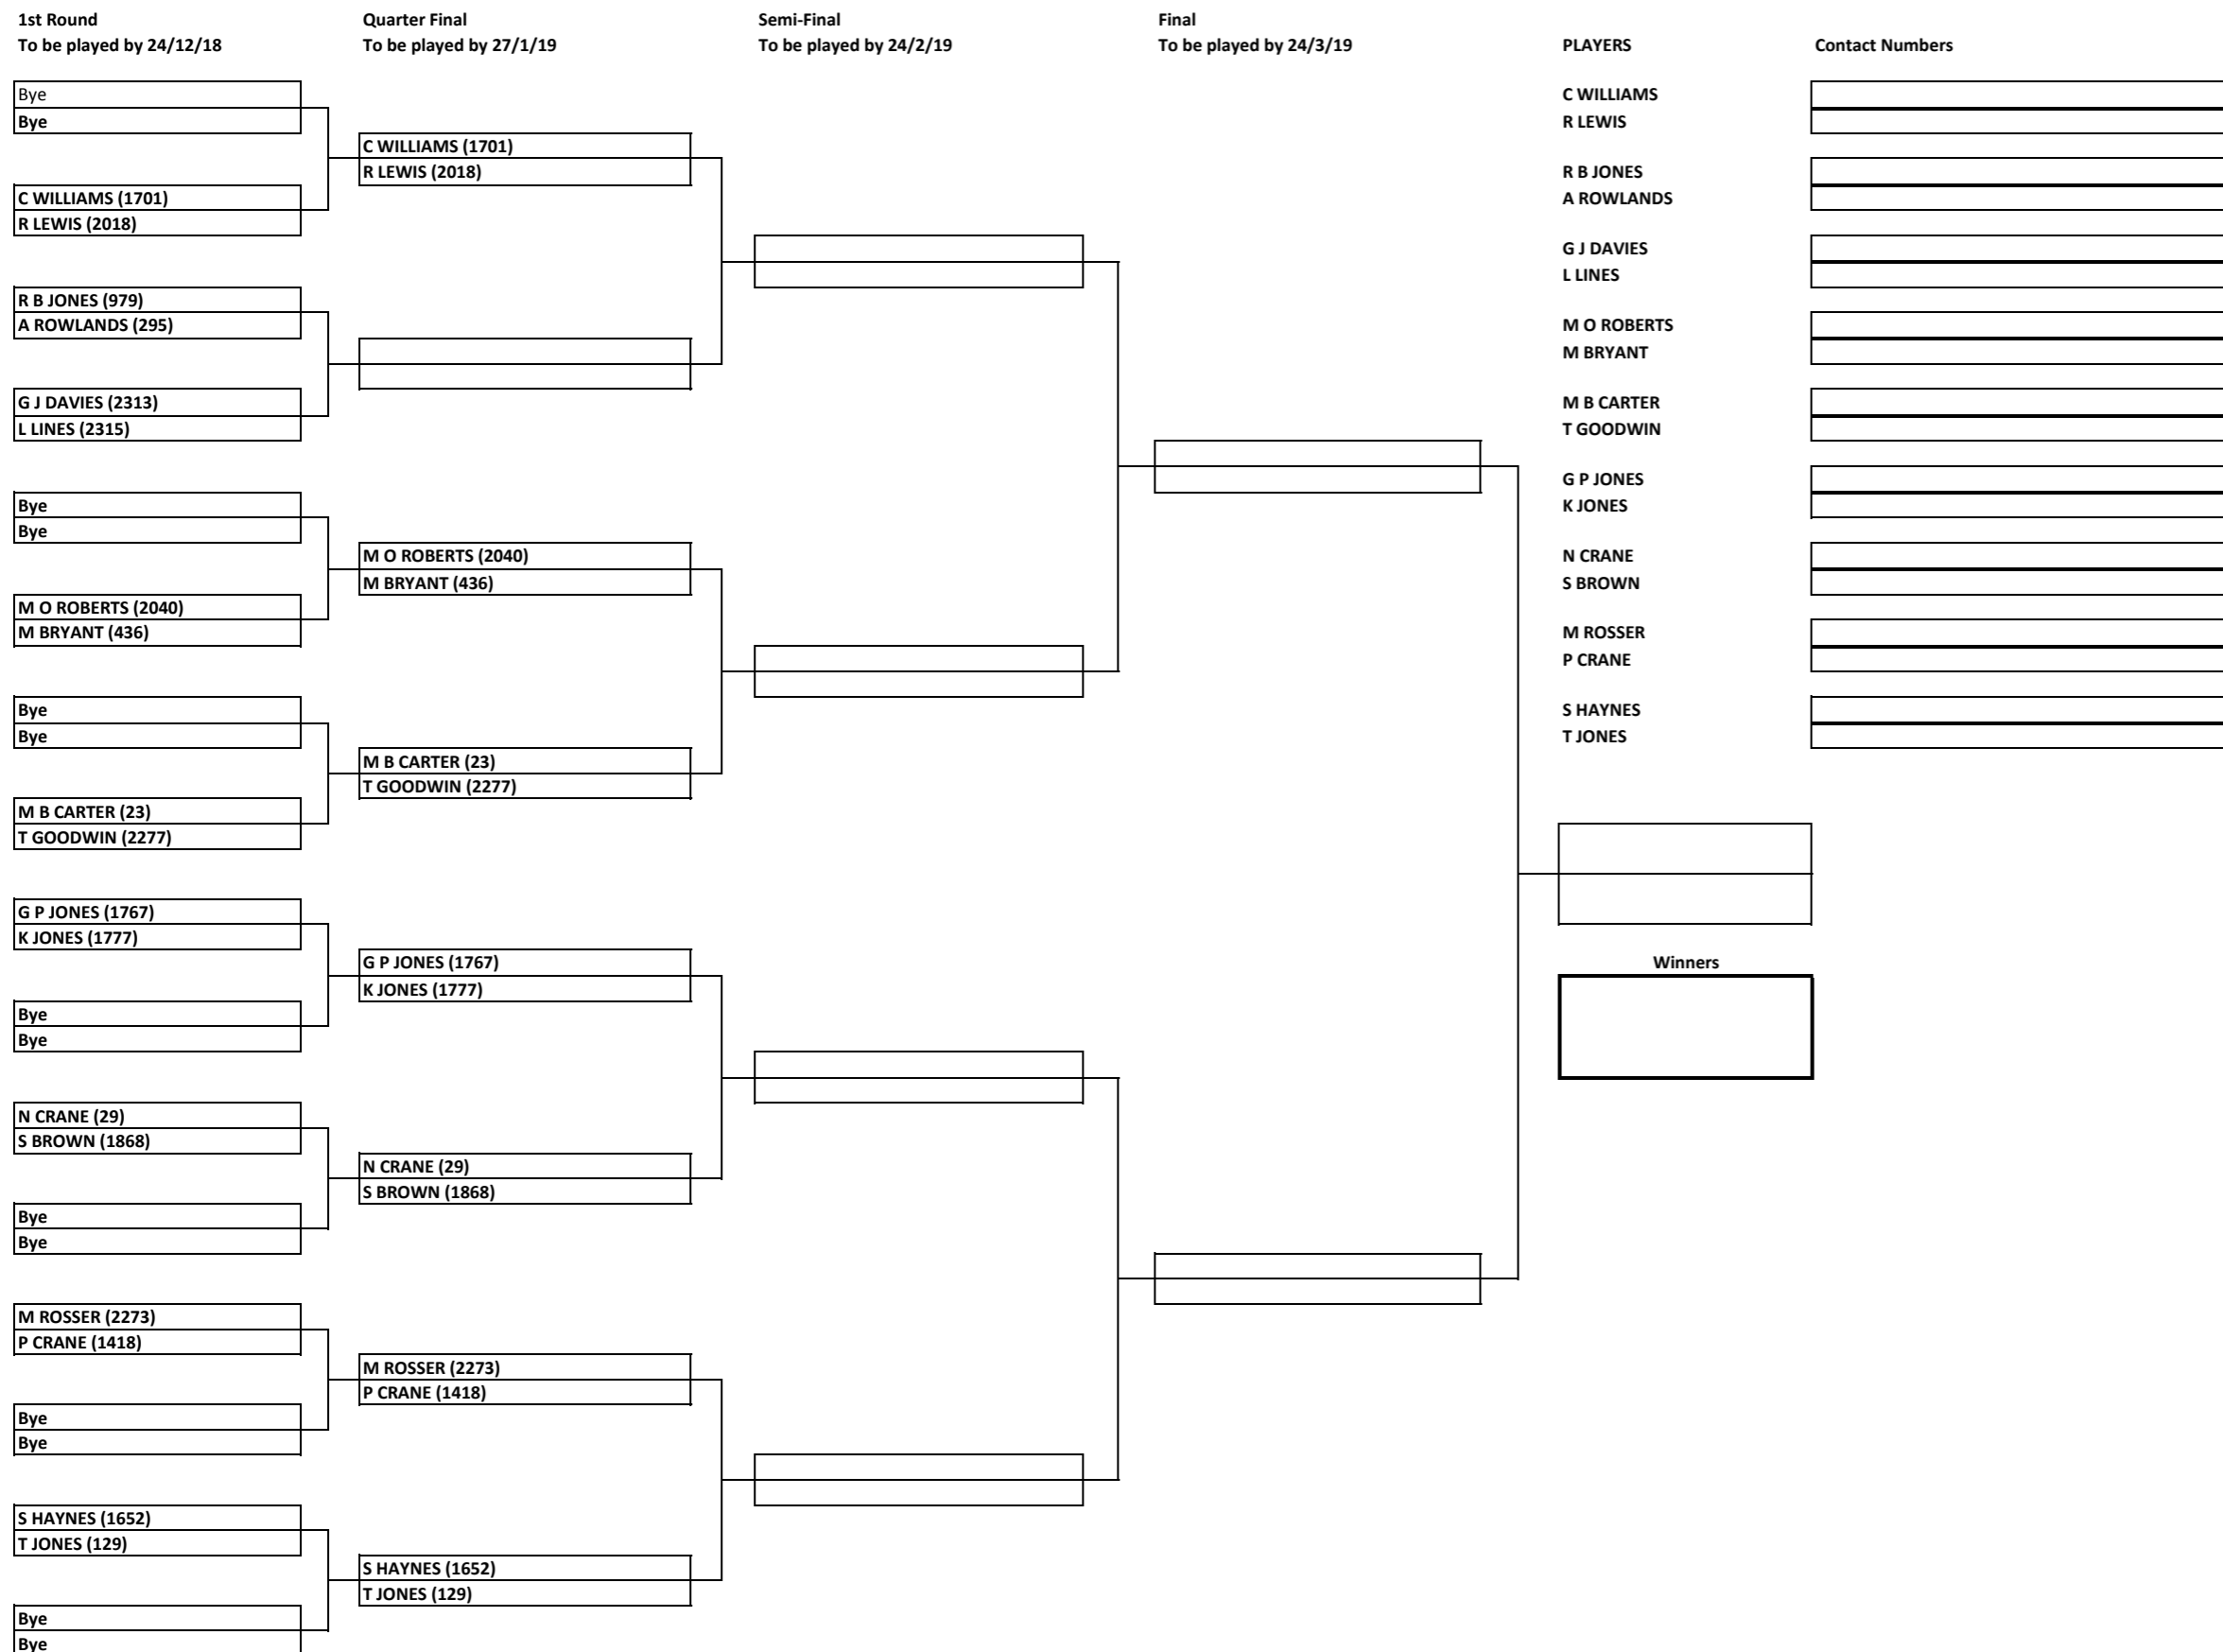 1st Round
To be played by 24/12/18
Quarter Final
To be played by 27/1/19
Semi-Final
To be played by 24/2/19
Final
To be played by 24/3/19
PLAYERS
Contact Numbers
Bye
Bye
C WILLIAMS (1701)
R LEWIS (2018)
R B JONES (979)
A ROWLANDS (295)
G J DAVIES (2313)
L LINES (2315)
Bye
Bye
M O ROBERTS (2040)
M BRYANT (436)
Bye
Bye
M B CARTER (23)
T GOODWIN (2277)
G P JONES (1767)
K JONES (1777)
Bye
Bye
N CRANE (29)
S BROWN (1868)
Bye
Bye
M ROSSER (2273)
P CRANE (1418)
Bye
Bye
S HAYNES (1652)
T JONES (129)
Bye
Bye
C WILLIAMS (1701)
R LEWIS (2018)
M O ROBERTS (2040)
M BRYANT (436)
M B CARTER (23)
T GOODWIN (2277)
G P JONES (1767)
K JONES (1777)
N CRANE (29)
S BROWN (1868)
M ROSSER (2273)
P CRANE (1418)
S HAYNES (1652)
T JONES (129)
C WILLIAMS
R LEWIS
R B JONES
A ROWLANDS
G J DAVIES
L LINES
M O ROBERTS
M BRYANT
M B CARTER
T GOODWIN
G P JONES
K JONES
N CRANE
S BROWN
M ROSSER
P CRANE
S HAYNES
T JONES
Winners